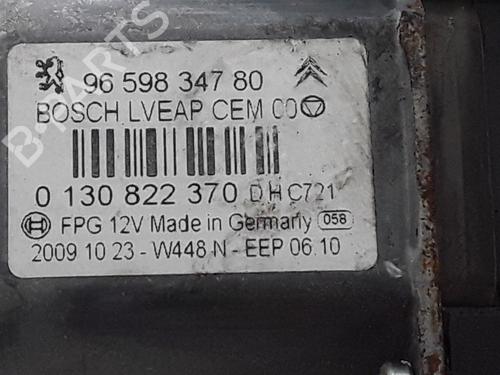 B-PARTS
96 598 347 80
BOSCH LVEAP CEM 00
0 130 822 370 D H C721
FPG 12V Made in Germany 058
2009 10 23 - W448 N - EEP 06.10